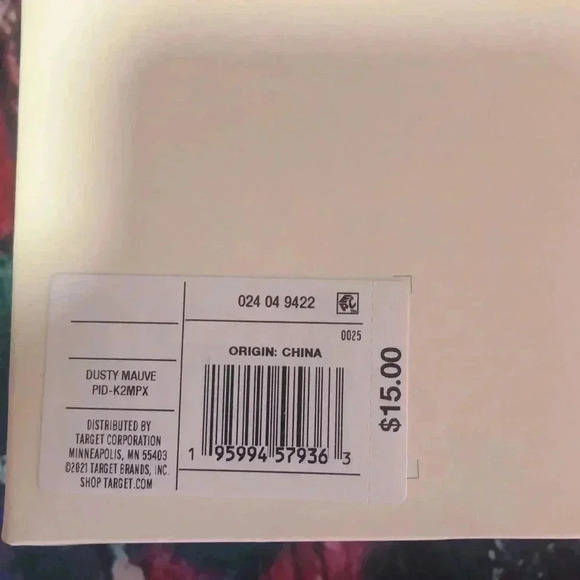 024 04 9422
0025
ORIGIN: CHINA
DUSTY MAUVE
PID-K2MPX
DISTRIBUTED BY
TARGET CORPORATION
MINNEAPOLIS, MN 55403
©2021 TARGET BRANDS, INC.
SHOP TARGET.COM
1 95994 57936 3
$15.00